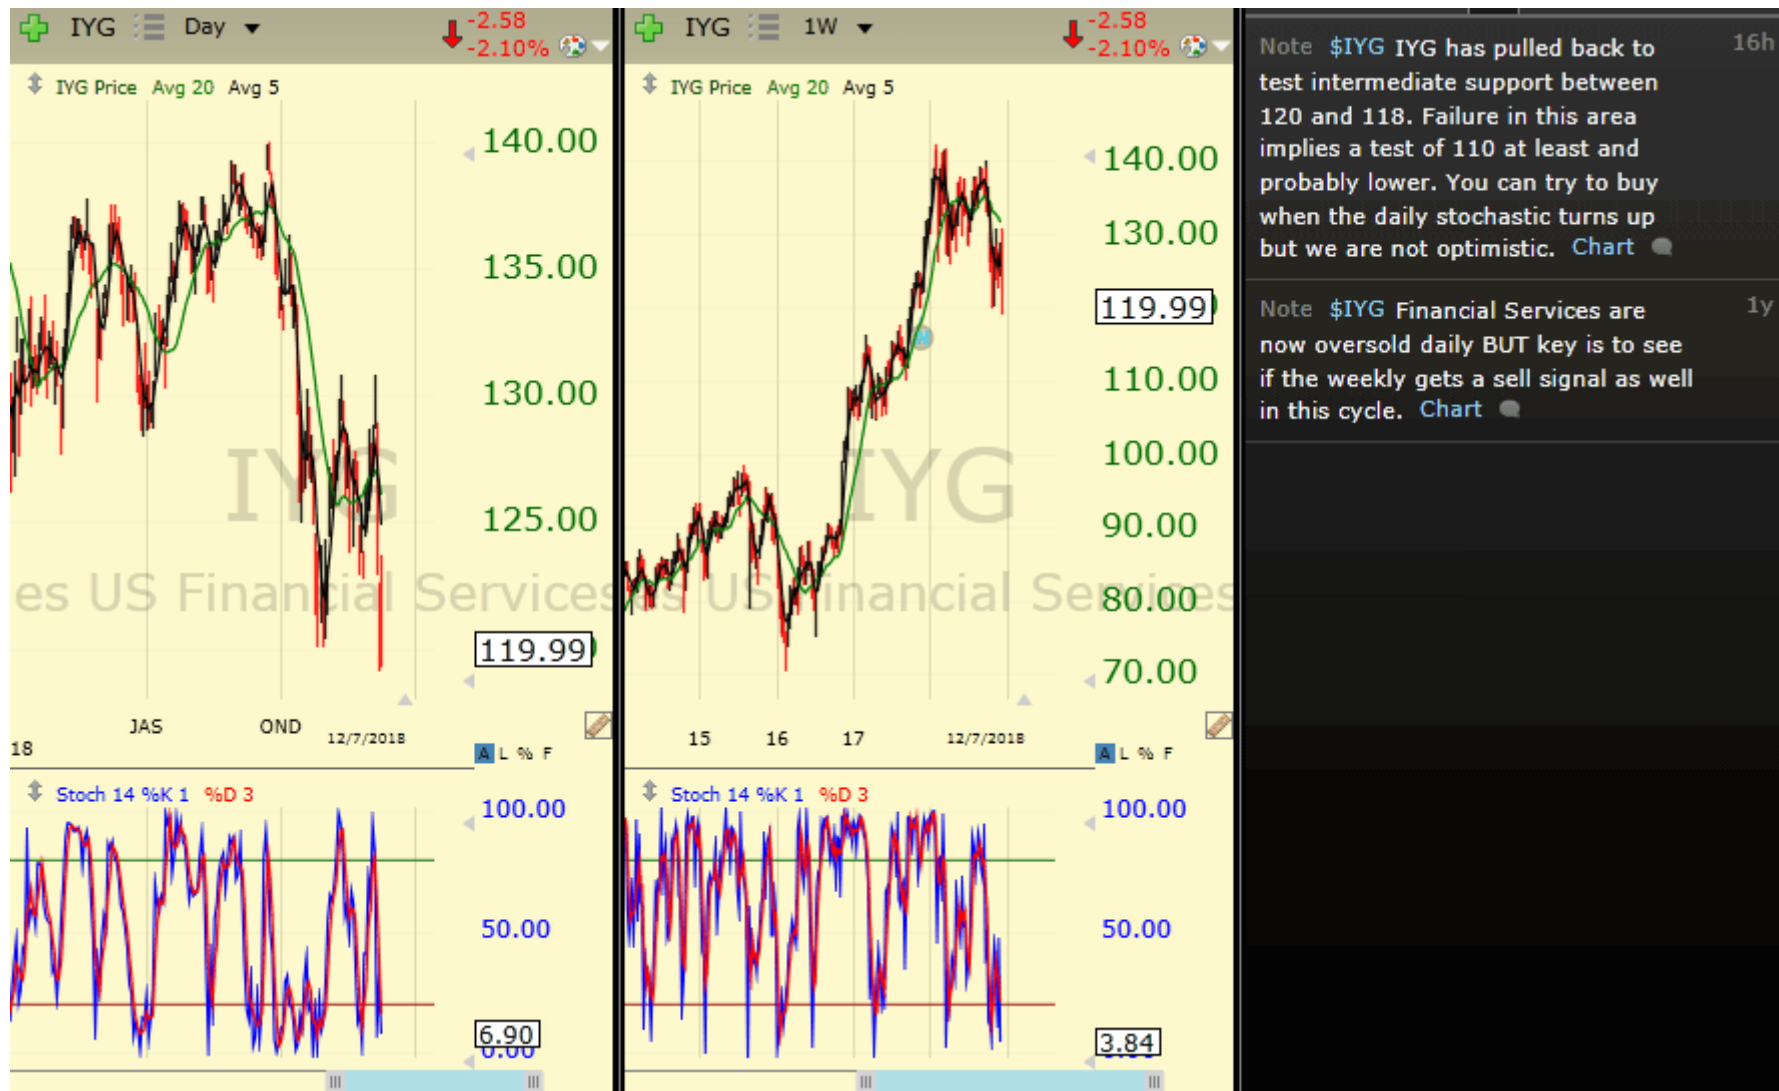 IYG Day -2.58
-2.10%
IYG Price Avg 20 Avg 5
140.00
135.00
130.00
125.00
119.99
IYG
es US Financial Services
JAS OND 12/7/2018
18
A L % F
Stoch 14 %K 1 %D 3
100.00
50.00
6.90
0.00
IYG 1W -2.58
-2.10%
IYG Price Avg 20 Avg 5
140.00
130.00
119.99
110.00
100.00
90.00
80.00
70.00
IYG
es US Financial Services
15 16 17 12/7/2018
A L % F
Stoch 14 %K 1 %D 3
100.00
50.00
3.84
Note $IYG IYG has pulled back to 16h
test intermediate support between
120 and 118. Failure in this area
implies a test of 110 at least and
probably lower. You can try to buy
when the daily stochastic turns up
but we are not optimistic. Chart
Note $IYG Financial Services are 1y
now oversold daily BUT key is to see
if the weekly gets a sell signal as well
in this cycle. Chart